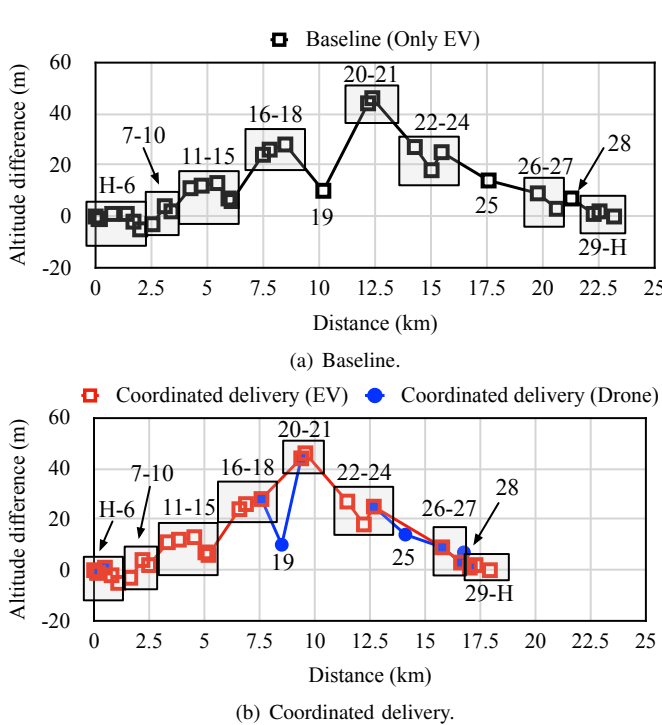 Baseline (Only EV)
Altitude difference (m)
60
40
20
0
-20
H-6
7-10
11-15
16-18
19
20-21
22-24
25
26-27
28
29-H
0 2.5 5 7.5 10 12.5 15 17.5 20 22.5 25
Distance (km)
(a) Baseline.
Coordinated delivery (EV) Coordinated delivery (Drone)
Altitude difference (m)
60
40
20
0
-20
H-6
7-10
11-15
16-18
19
20-21
22-24
25
26-27
28
29-H
0 2.5 5 7.5 10 12.5 15 17.5 20 22.5 25
Distance (km)
(b) Coordinated delivery.